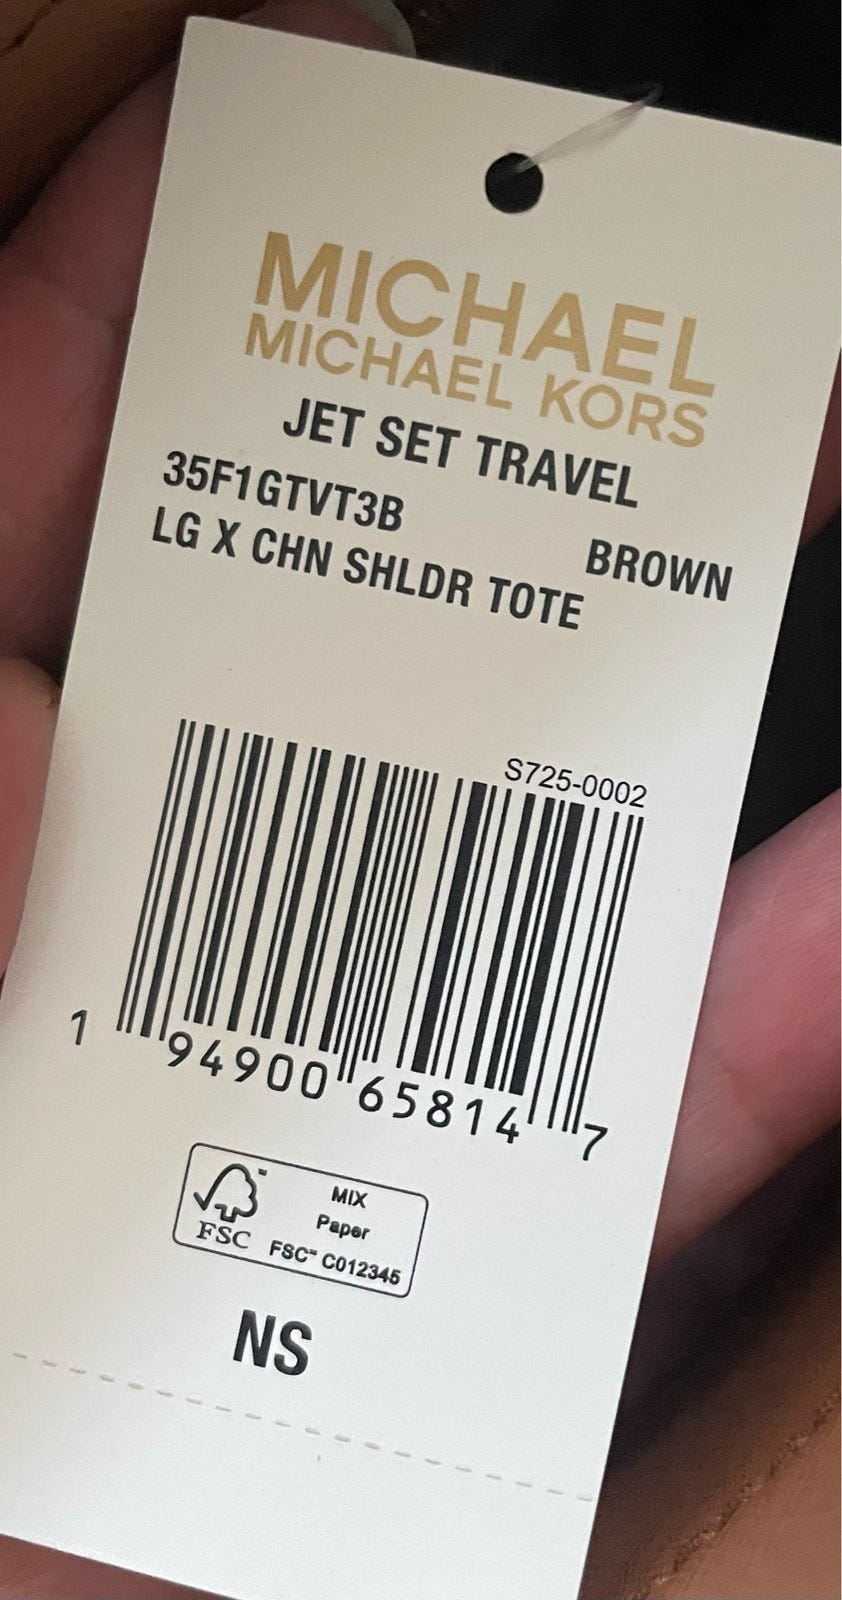 MICHAEL
MICHAEL KORS
JET SET TRAVEL
35F1GTVT3B
BROWN
LG X CHN SHLDR TOTE
S725-0002
1 94900 65814 7
FSC
MIX
Paper
FSC™ C012345
NS